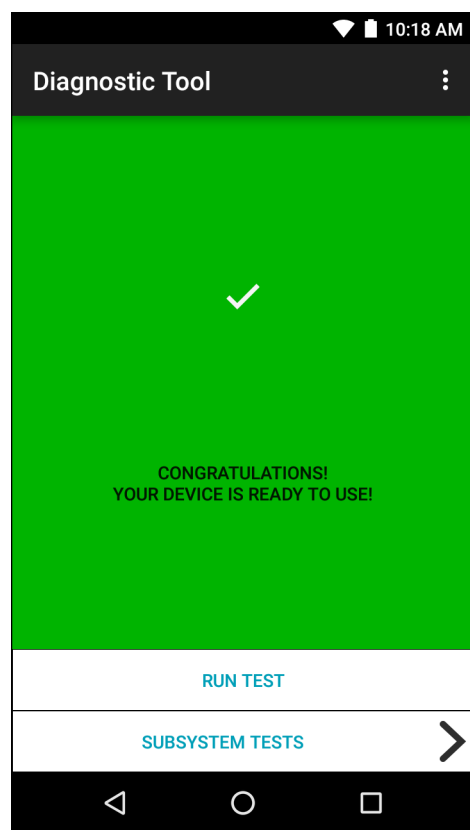 10:18 AM
Diagnostic Tool
CONGRATULATIONS!
YOUR DEVICE IS READY TO USE!
RUN TEST
SUBSYSTEM TESTS